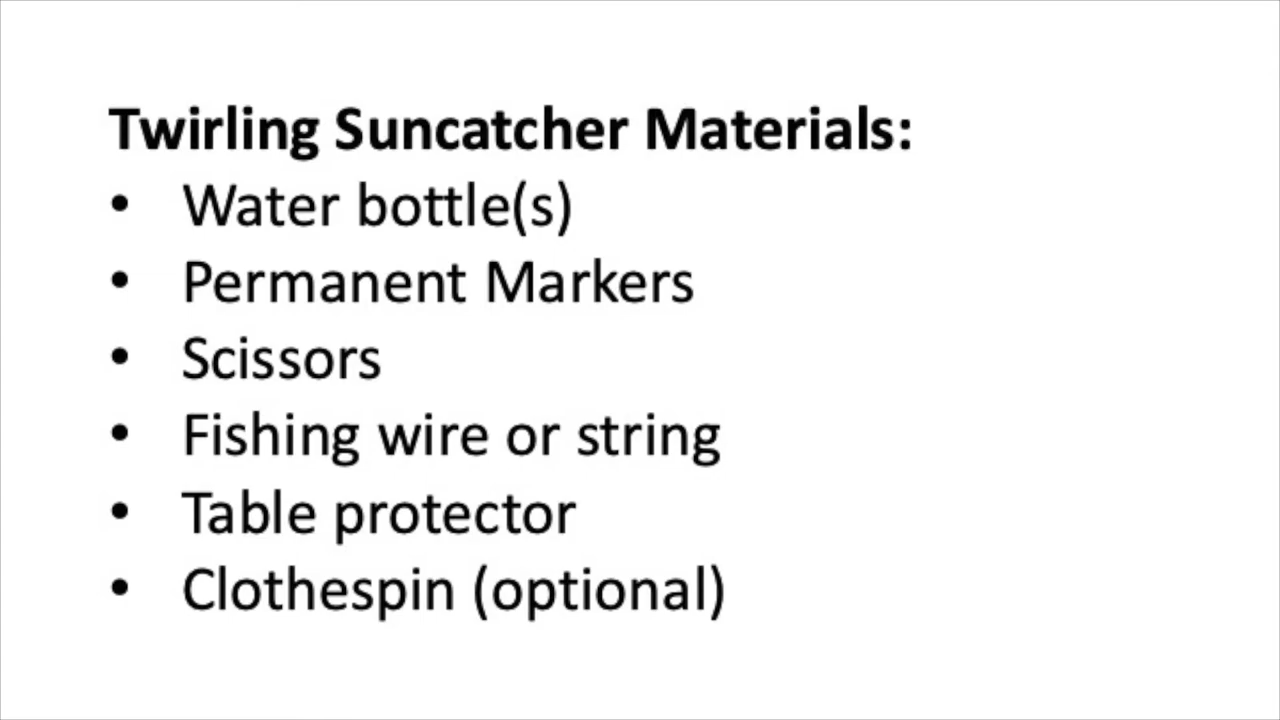 Twirling Suncatcher Materials:
• Water bottle(s)
• Permanent Markers
• Scissors
• Fishing wire or string
• Table protector
• Clothespin (optional)